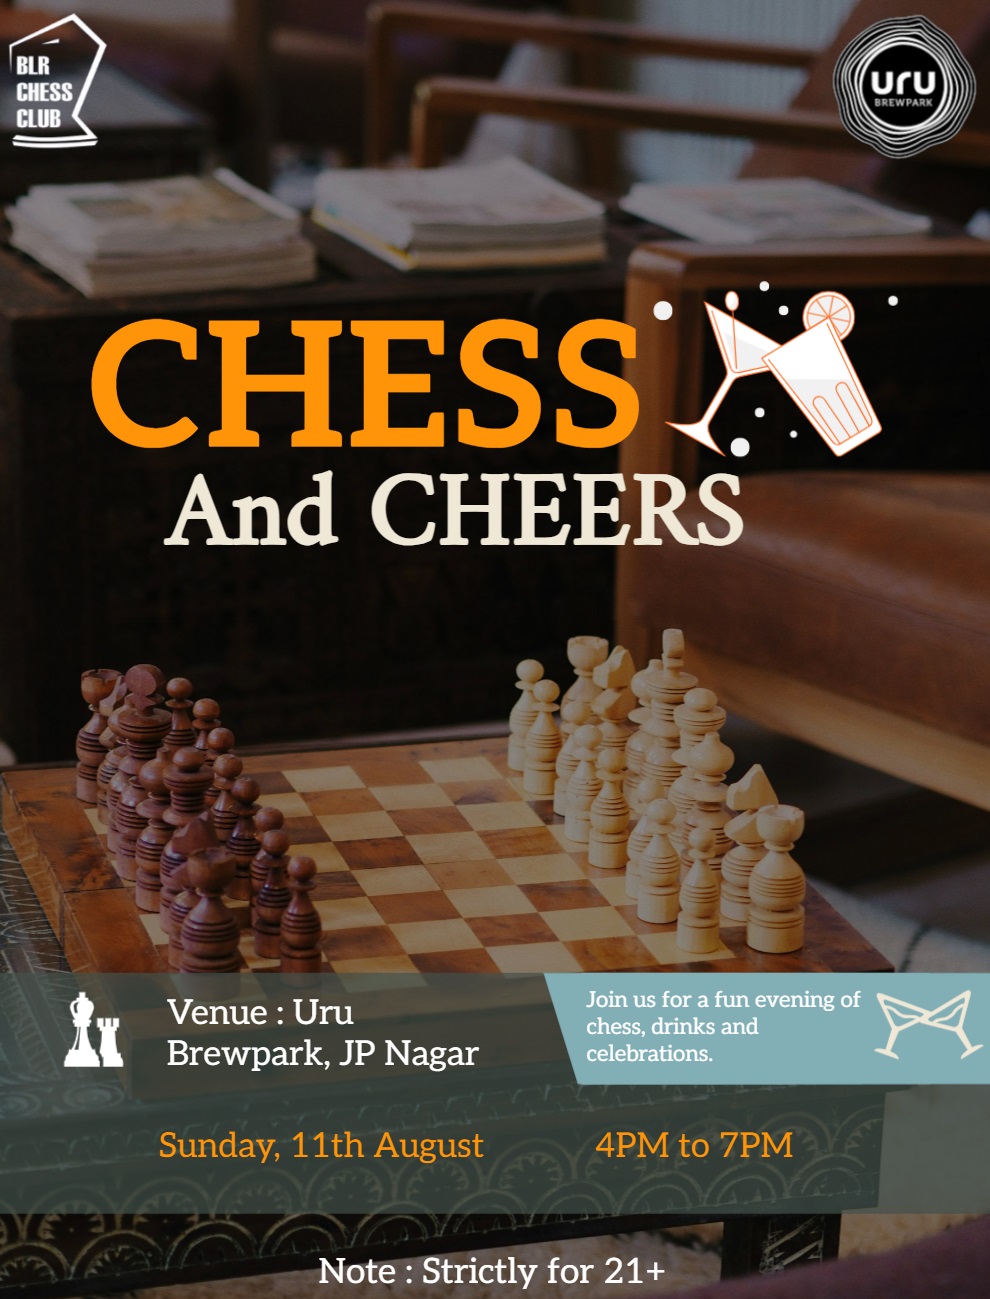 BLR
CHESS
CLUB
uru
BREWPARK
CHESS
And CHEERS
Venue : Uru
Brewpark, JP Nagar
Join us for a fun evening of
chess, drinks and
celebrations.
Sunday, 11th August
4PM to 7PM
Note : Strictly for 21+